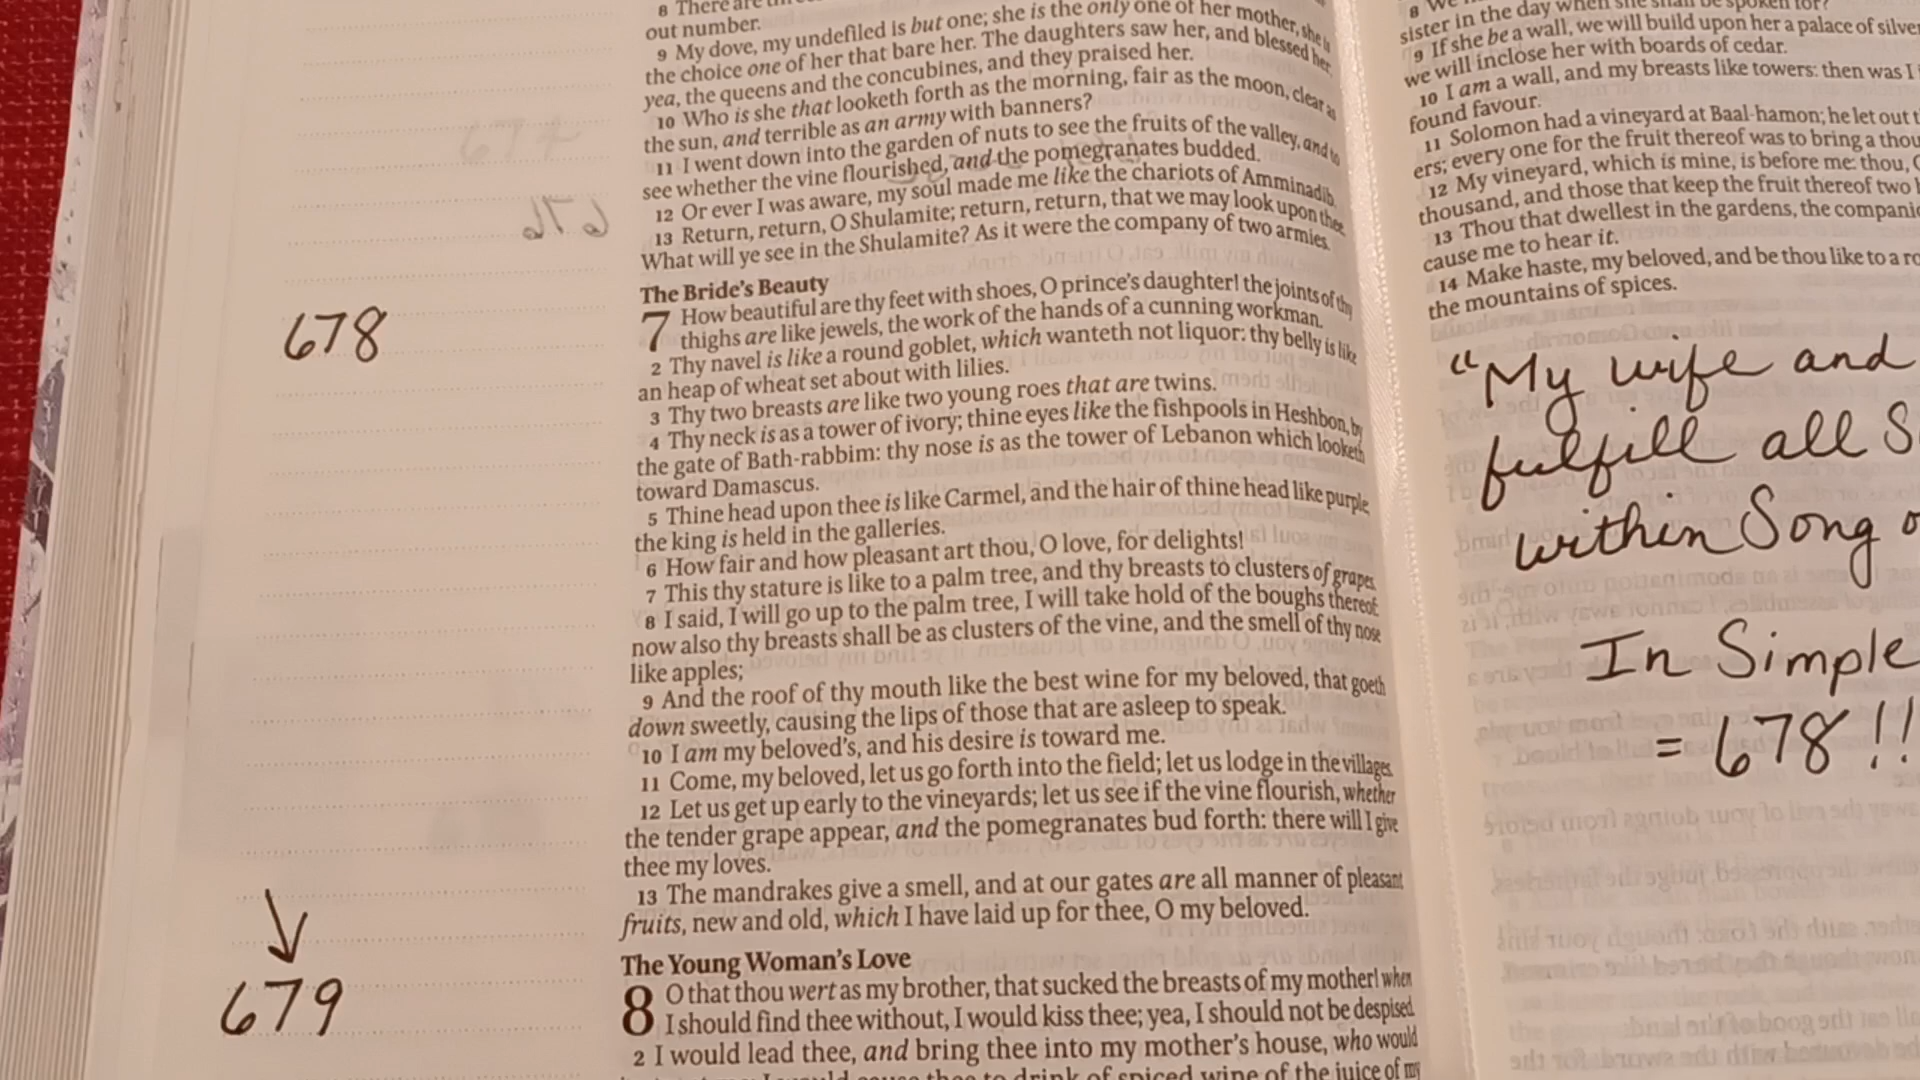 678
679
8 There are
out number.
9 My dove, my undefiled is but one; she is the only one of her mother, she is
the choice one of her that bare her. The daughters saw her, and blessed her;
yea, the queens and the concubines, and they praised her.
10 Who is she that looketh forth as the morning, fair as the moon, clear as
the sun, and terrible as an army with banners?
11 I went down into the garden of nuts to see the fruits of the valley, and to
see whether the vine flourished, and the pomegranates budded.
12 Or ever I was aware, my soul made me like the chariots of Amminadib.
13 Return, return, O Shulamite; return, return, that we may look upon thee.
What will ye see in the Shulamite? As it were the company of two armies.
The Bride's Beauty
7 How beautiful are thy feet with shoes, O prince's daughter! the joints of thy
thighs are like jewels, the work of the hands of a cunning workman.
2 Thy navel is like a round goblet, which wanteth not liquor: thy belly is like
an heap of wheat set about with lilies.
3 Thy two breasts are like two young roes that are twins.
4 Thy neck is as a tower of ivory; thine eyes like the fishpools in Heshbon, by
the gate of Bath-rabbim: thy nose is as the tower of Lebanon which looketh
toward Damascus.
5 Thine head upon thee is like Carmel, and the hair of thine head like purple;
the king is held in the galleries.
6 How fair and how pleasant art thou, O love, for delights!
7 This thy stature is like to a palm tree, and thy breasts to clusters of grapes.
8 I said, I will go up to the palm tree, I will take hold of the boughs thereof:
now also thy breasts shall be as clusters of the vine, and the smell of thy nose
like apples;
9 And the roof of thy mouth like the best wine for my beloved, that goeth
down sweetly, causing the lips of those that are asleep to speak.
10 I am my beloved's, and his desire is toward me.
11 Come, my beloved, let us go forth into the field; let us lodge in the villages.
12 Let us get up early to the vineyards; let us see if the vine flourish, whether
the tender grape appear, and the pomegranates bud forth: there will I give
thee my loves.
13 The mandrakes give a smell, and at our gates are all manner of pleasant
fruits, new and old, which I have laid up for thee, O my beloved.
The Young Woman's Love
8 O that thou wert as my brother, that sucked the breasts of my mother! when
I should find thee without, I would kiss thee; yea, I should not be despised.
2 I would lead thee, and bring thee into my mother's house, who would
to drink of spiced wine of the juice of my
8 We
sister in the day when she shall be spoken for?
9 If she be a wall, we will build upon her a palace of silver
we will inclose her with boards of cedar.
10 I am a wall, and my breasts like towers: then was I
found favour.
11 Solomon had a vineyard at Baal-hamon; he let out
ers; every one for the fruit thereof was to bring a
12 My vineyard, which is mine, is before me: thou,
thousand, and those that keep the fruit thereof two
13 Thou that dwellest in the gardens, the
cause me to hear it.
14 Make haste, my beloved, and be thou like to a
the mountains of spices.
"My wife and
fulfill all
within Song
In Simple
= 678!!